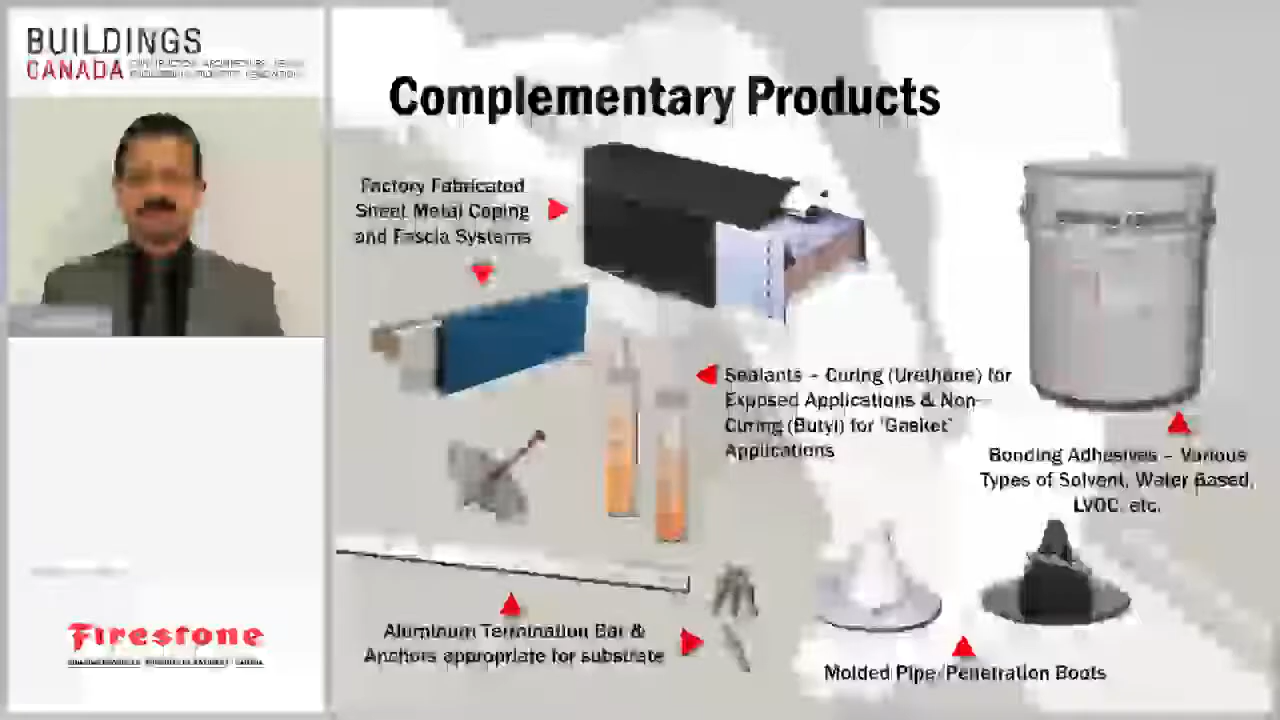 BUILDINGS
CANADA
Complementary Products
Factory Fabricated
Sheet Metal Coping
and Fascia Systems
Sealants – Curing (Urethane) for
Exposed Applications & Non-
Curing (Butyl) for 'Gasket'
Applications
Bonding Adhesives – Various
Types of Solvent, Water Based,
LVOC, etc.
Aluminum Termination Bar &
Anchors appropriate for substrate
Molded Pipe Penetration Boots
Firestone